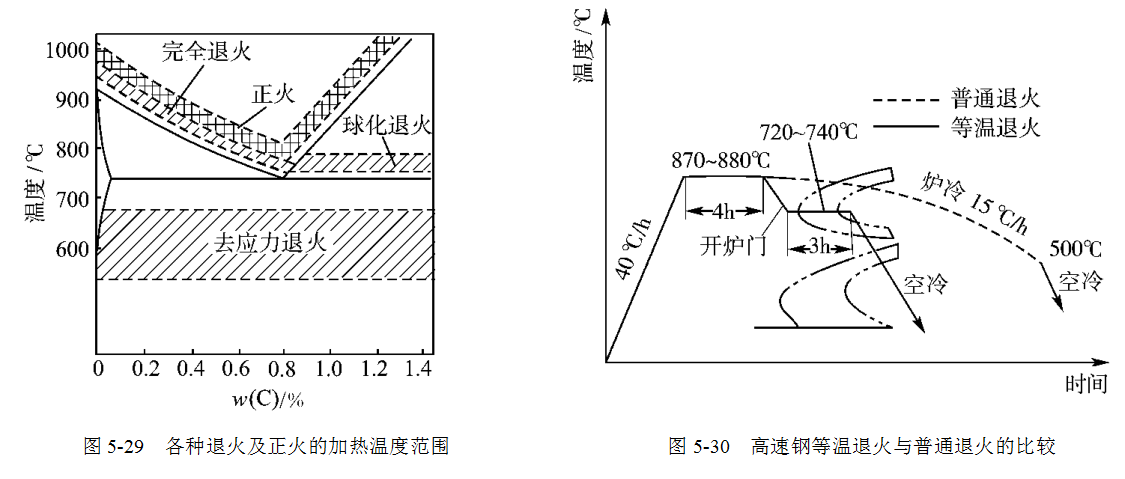 1000
900
800
700
600
750
温度/℃
完全退火
正火
球化退火
去应力退火
0 0.2 0.4 0.6 0.8 1.0 1.2 1.4
w(C)/%
图 5-29 各种退火及正火的加热温度范围
温度/℃
普通退火
等温退火
720~740℃
870~880℃
4h
40℃/h
开炉门
3h
炉冷 15℃/h
500℃
空冷
空冷
时间
图 5-30 高速钢等温退火与普通退火的比较